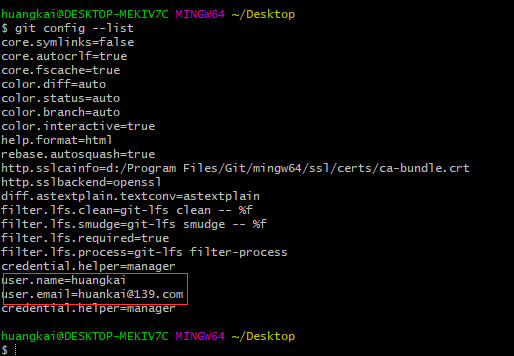 huangkai@DESKTOP-MEKIV7C MINGW64 ~/Desktop
$ git config --list
core.symlinks=false
core.autocrlf=true
core.fscache=true
color.diff=auto
color.status=auto
color.branch=auto
color.interactive=true
help.format=html
rebase.autosquash=true
http.sslcainfo=d:/Program Files/Git/mingw64/ssl/certs/ca-bundle.crt
http.sslbackend=openssl
diff.astextplain.textconv=astextplain
filter.lfs.clean=git-lfs clean -- %f
filter.lfs.smudge=git-lfs smudge -- %f
filter.lfs.required=true
filter.lfs.process=git-lfs filter-process
credential.helper=manager
user.name=huangkai
user.email=huankai@139.com
credential.helper=manager
huangkai@DESKTOP-MEKIV7C MINGW64 ~/Desktop
$